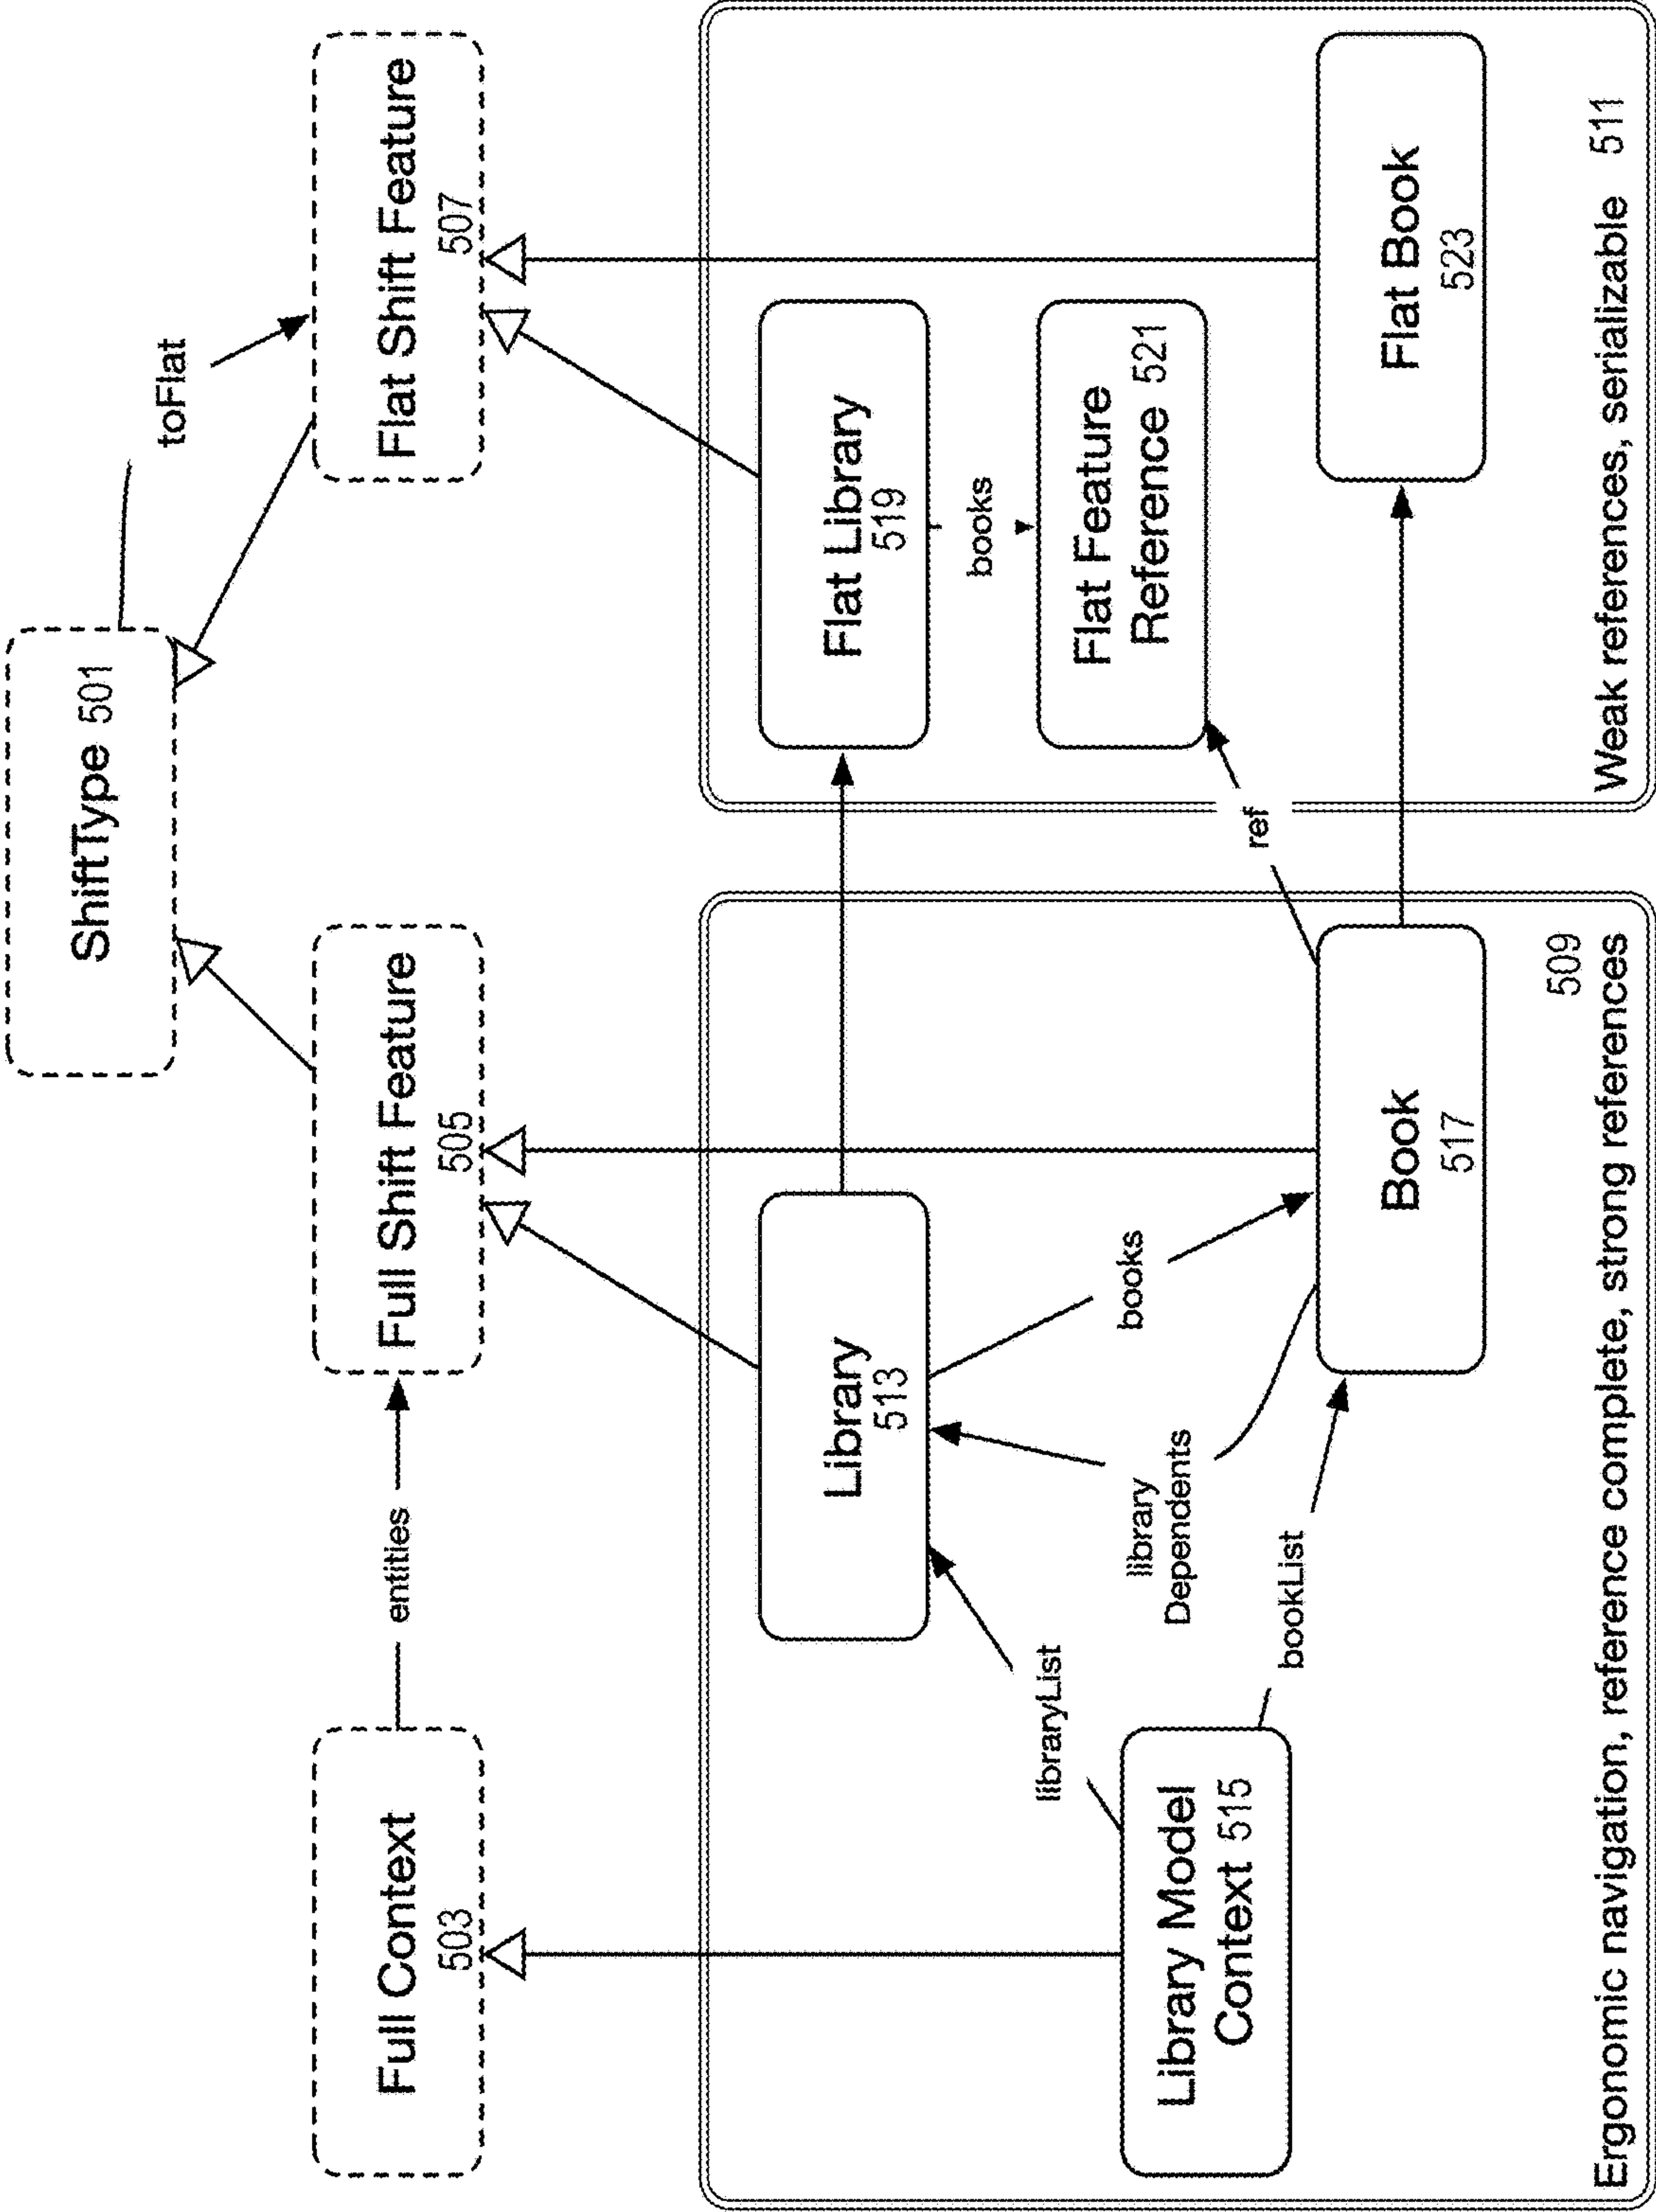 ShiftType 501
toFlat
Full Context
503
entities
Full Shift Feature
505
Flat Shift Feature
507
Library
513
Flat Library
519
books
Flat Feature
Reference 521
libraryList
library
Dependents
books
ref
Library Model
Context 515
bookList
Book
517
Flat Book
523
509
Ergonomic navigation, reference complete, strong references
Weak references, serializable 511